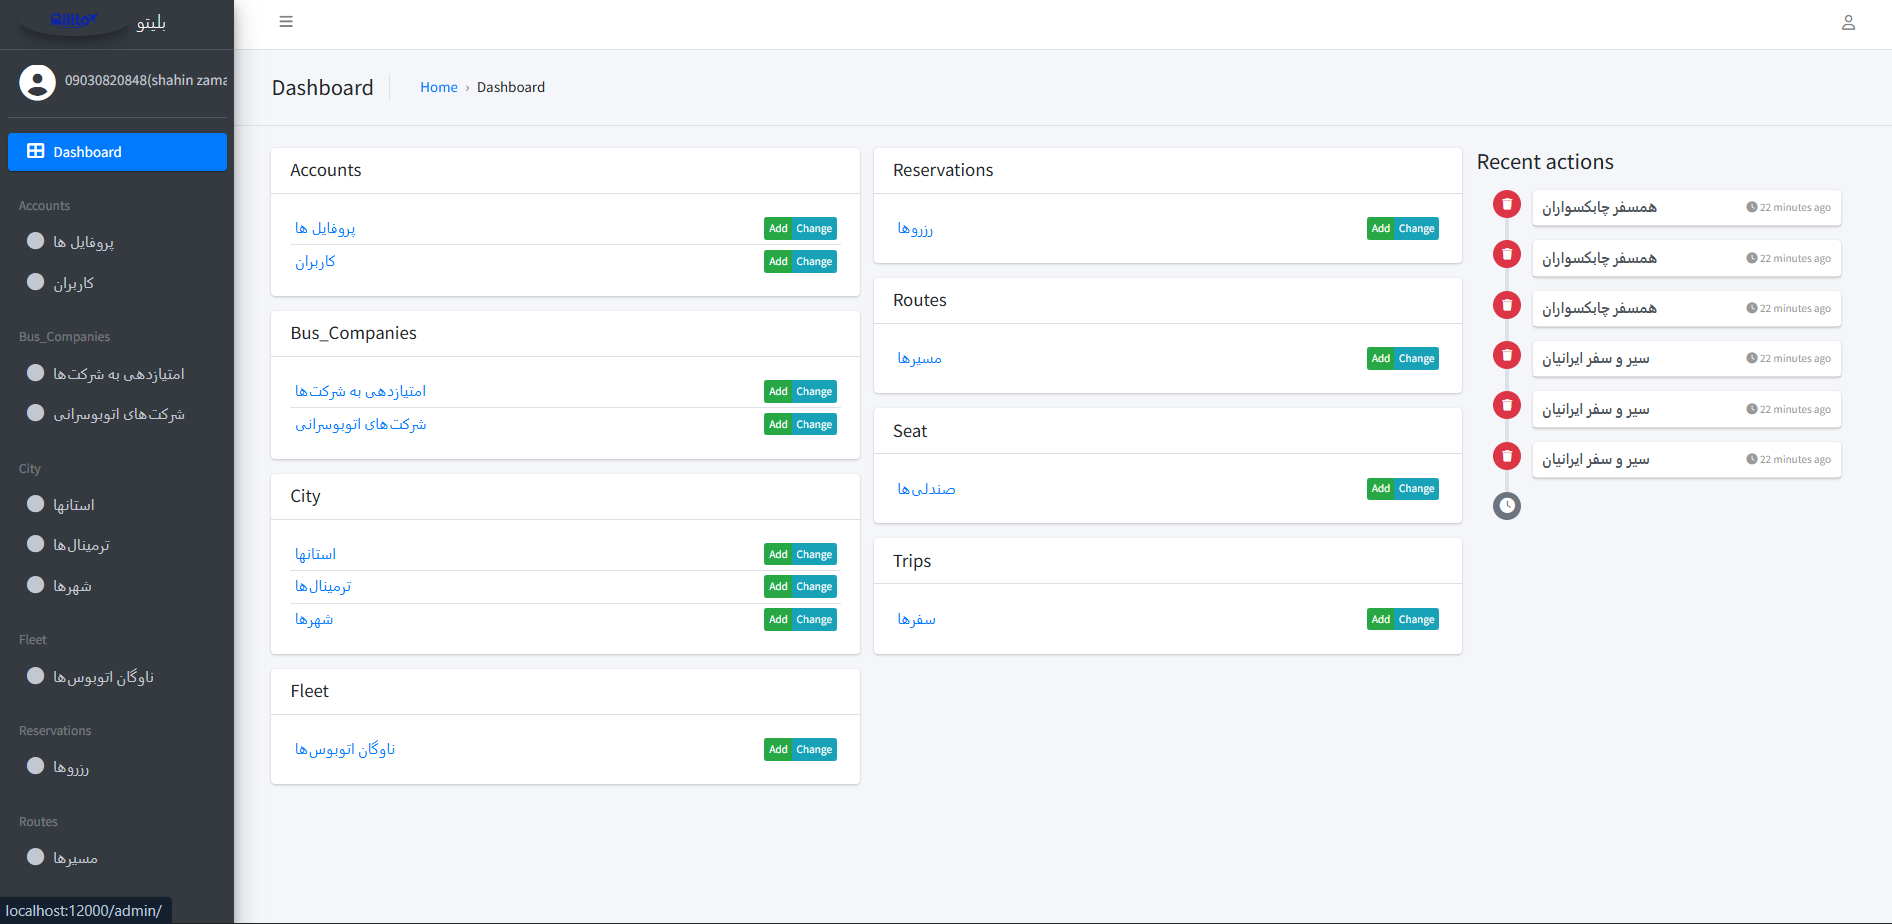 Bilito
بلیتو
09030820848(shahin zama
Dashboard
Accounts
پروفایل ها
کاربران
Bus_Companies
امتیازدهی به شرکت‌ها
شرکت‌های اتوبوسرانی
City
استانها
ترمینال‌ها
شهرها
Fleet
ناوگان اتوبوس‌ها
Reservations
رزروها
Routes
مسیرها
localhost:12000/admin/
Dashboard
Home › Dashboard
Accounts
پروفایل ها Add Change
کاربران Add Change
Bus_Companies
امتیازدهی به شرکت‌ها Add Change
شرکت‌های اتوبوسرانی Add Change
City
استانها Add Change
ترمینال‌ها Add Change
شهرها Add Change
Fleet
ناوگان اتوبوس‌ها Add Change
Reservations
رزروها Add Change
Routes
مسیرها Add Change
Seat
صندلی‌ها Add Change
Trips
سفرها Add Change
Recent actions
همسفر چابکسواران 22 minutes ago
همسفر چابکسواران 22 minutes ago
همسفر چابکسواران 22 minutes ago
سیر و سفر ایرانیان 22 minutes ago
سیر و سفر ایرانیان 22 minutes ago
سیر و سفر ایرانیان 22 minutes ago